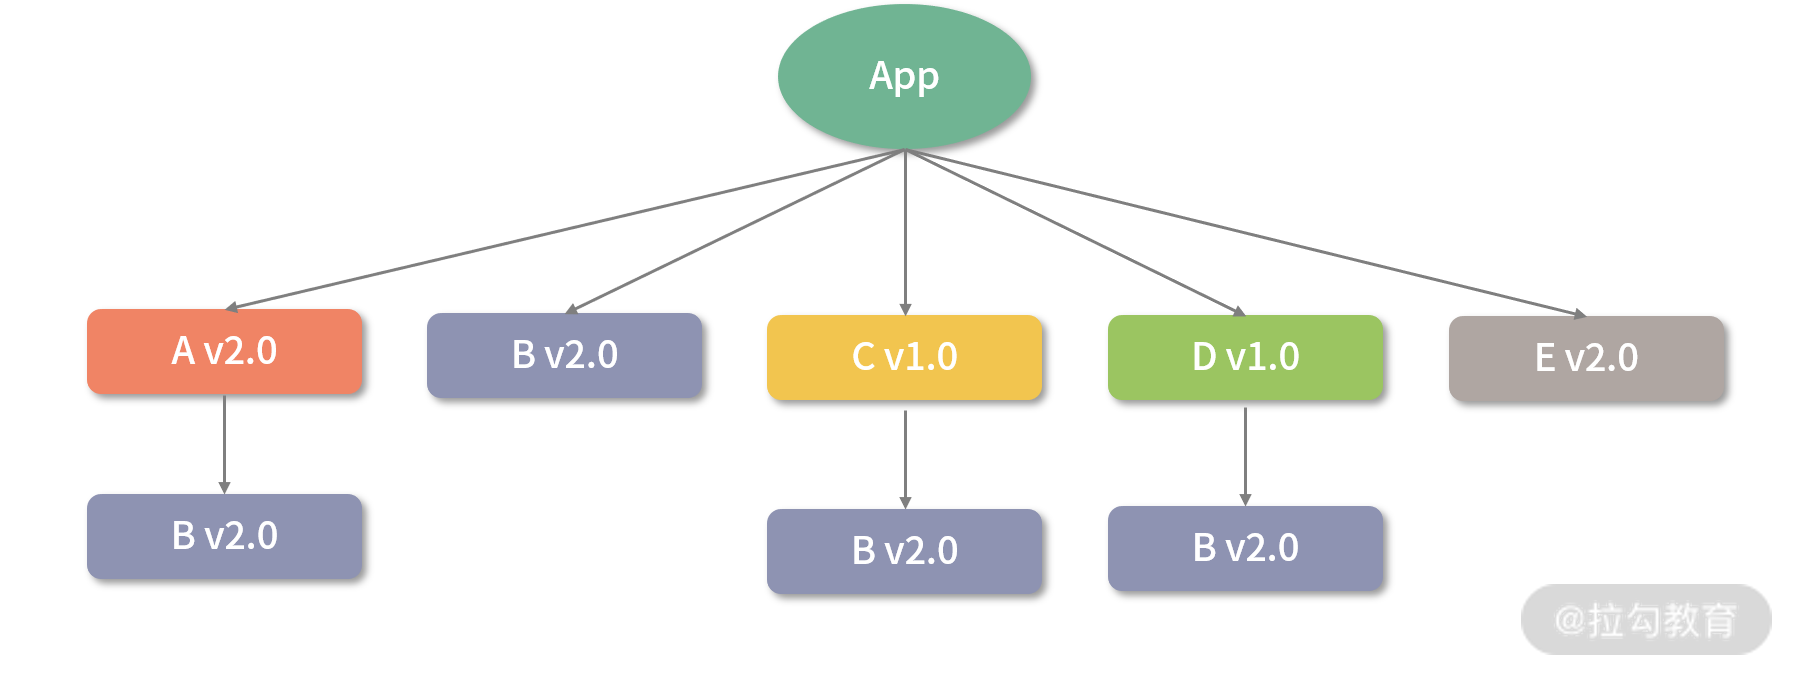 App
A v2.0
B v2.0
C v1.0
D v1.0
E v2.0
B v2.0
B v2.0
B v2.0
@拉勾教育